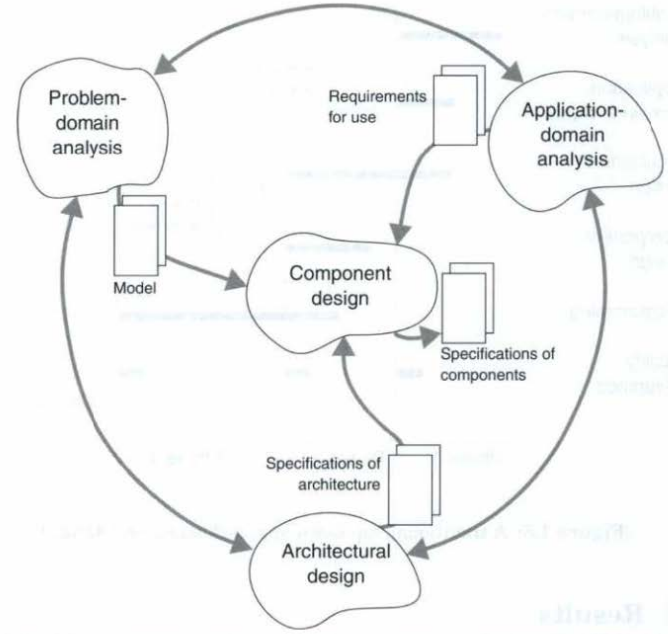 Problem-
domain
analysis
Requirements
for use
Application-
domain
analysis
Model
Component
design
Specifications of
components
Specifications of
architecture
Architectural
design
Results